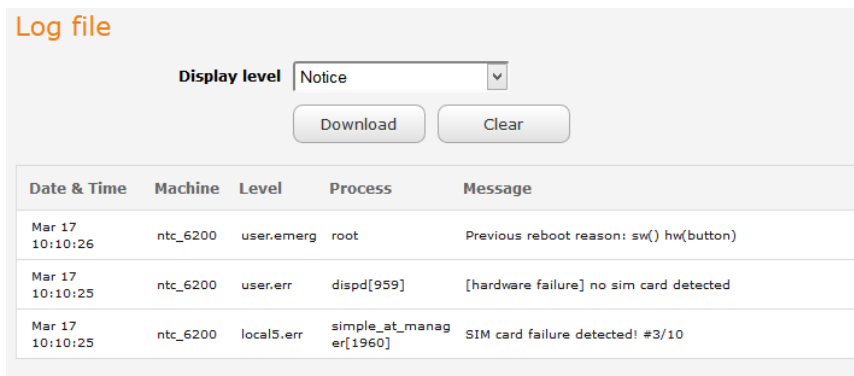 Log file
Display level Notice
Download Clear
Date & Time Machine Level Process Message
Mar 17
10:10:26 ntc_6200 user.emerg root Previous reboot reason: sw() hw(button)
Mar 17
10:10:25 ntc_6200 user.err dispd[959] [hardware failure] no sim card detected
Mar 17
10:10:25 ntc_6200 local5.err simple_at_manag
er[1960] SIM card failure detected! #3/10